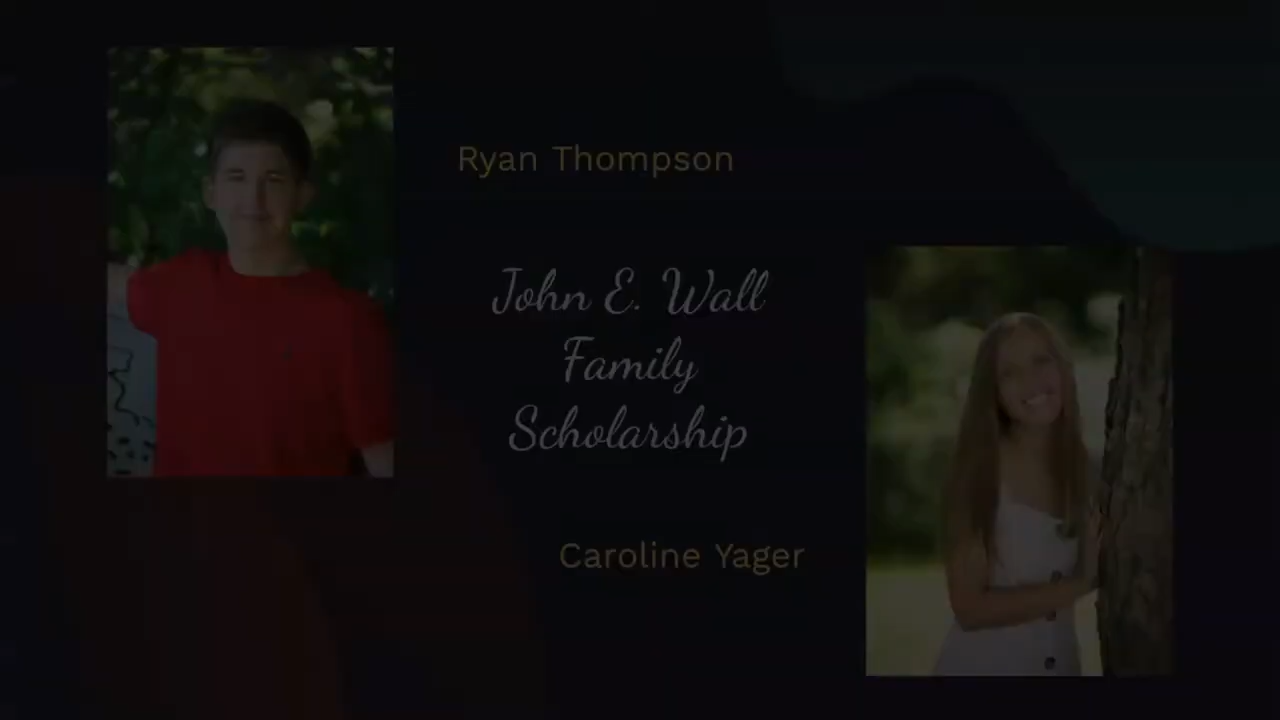 Ryan Thompson
John E. Wall
Family
Scholarship
Caroline Yager